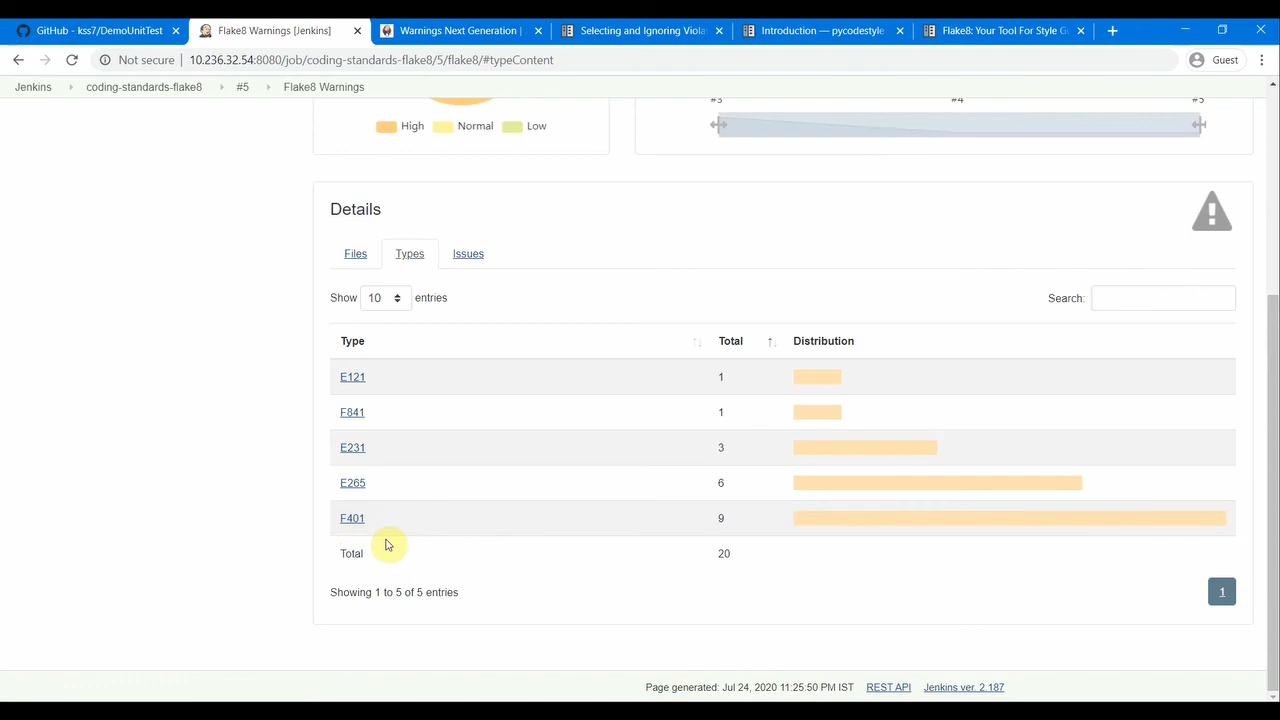 GitHub - kss7/DemoUnitTest
Flake8 Warnings [Jenkins]
Warnings Next Generation |
Selecting and Ignoring Viola
Introduction — pycodestyle
Flake8: Your Tool For Style Gu
Not secure | 10.236.32.54:8080/job/coding-standards-flake8/5/flake8/#typeContent
Guest
Jenkins
coding-standards-flake8
#5
Flake8 Warnings
High
Normal
Low
#3
#4
#5
Details
Files
Types
Issues
Show 10 entries
Search:
Type Total Distribution
E121 1
F841 1
E231 3
E265 6
F401 9
Total 20
Showing 1 to 5 of 5 entries
1
Page generated: Jul 24, 2020 11:25:50 PM IST REST API Jenkins ver. 2.187